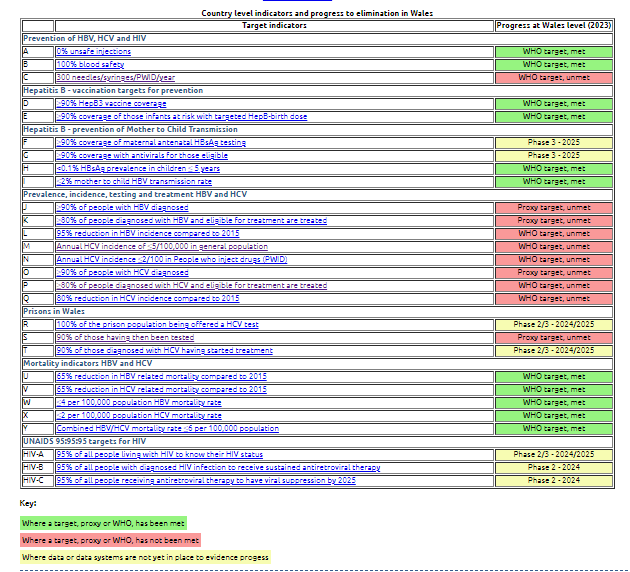 Country level indicators and progress to elimination in Wales
Target indicators Progress at Wales level (2023)
Prevention of HBV, HCV and HIV
A 0% unsafe injections WHO target, met
B 100% blood safety WHO target, met
C 300 needles/syringes/PWID/year WHO target, unmet
Hepatitis B - vaccination targets for prevention
D ≥90% HepB3 vaccine coverage WHO target, met
E ≥90% coverage of those infants at risk with targeted HepB-birth dose WHO target, met
Hepatitis B - prevention of Mother to Child Transmission
F ≥90% coverage of maternal antenatal HBsAg testing Phase 3 - 2025
G ≥90% coverage with antivirals for those eligible Phase 3 - 2025
H <0.1% HBsAg prevalence in children ≤ 5 years WHO target, met
I ≤2% mother to child HBV transmission rate WHO target, met
Prevalence, incidence, testing and treatment HBV and HCV
J ≥90% of people with HBV diagnosed Proxy target, unmet
K ≥80% of people diagnosed with HBV and eligible for treatment are treated Proxy target, unmet
L 95% reduction in HBV incidence compared to 2015 WHO target, unmet
M Annual HCV incidence of ≤5/100,000 in general population WHO target, unmet
N Annual HCV incidence ≤2/100 in People who inject drugs (PWID) WHO target, unmet
O ≥90% of people with HCV diagnosed Proxy target, unmet
P ≥80% of people diagnosed with HCV and eligible for treatment are treated WHO target, unmet
Q 80% reduction in HCV incidence compared to 2015 WHO target, unmet
Prisons in Wales
R 100% of the prison population being offered a HCV test Phase 2/3 - 2024/2025
S 90% of those having then been tested Proxy target, unmet
T 90% of those diagnosed with HCV having started treatment Phase 2/3 - 2024/2025
Mortality indicators HBV and HCV
U 65% reduction in HBV related mortality compared to 2015 WHO target, met
V 65% reduction in HCV related mortality compared to 2015 WHO target, met
W ≤4 per 100,000 population HBV mortality rate WHO target, met
X ≤2 per 100,000 population HCV mortality rate WHO target, met
Y Combined HBV/HCV mortality rate ≤6 per 100,000 population WHO target, met
UNAIDS 95:95:95 targets for HIV
HIV-A 95% of all people living with HIV to know their HIV status Phase 2/3 - 2024/2025
HIV-B 95% of all people with diagnosed HIV infection to receive sustained antiretroviral therapy Phase 2 - 2024
HIV-C 95% of all people receiving antiretroviral therapy to have viral suppression by 2025 Phase 2 - 2024
Key:
Where a target, proxy or WHO, has been met
Where a target, proxy or WHO, has not been met
Where data or data systems are not yet in place to evidence progess